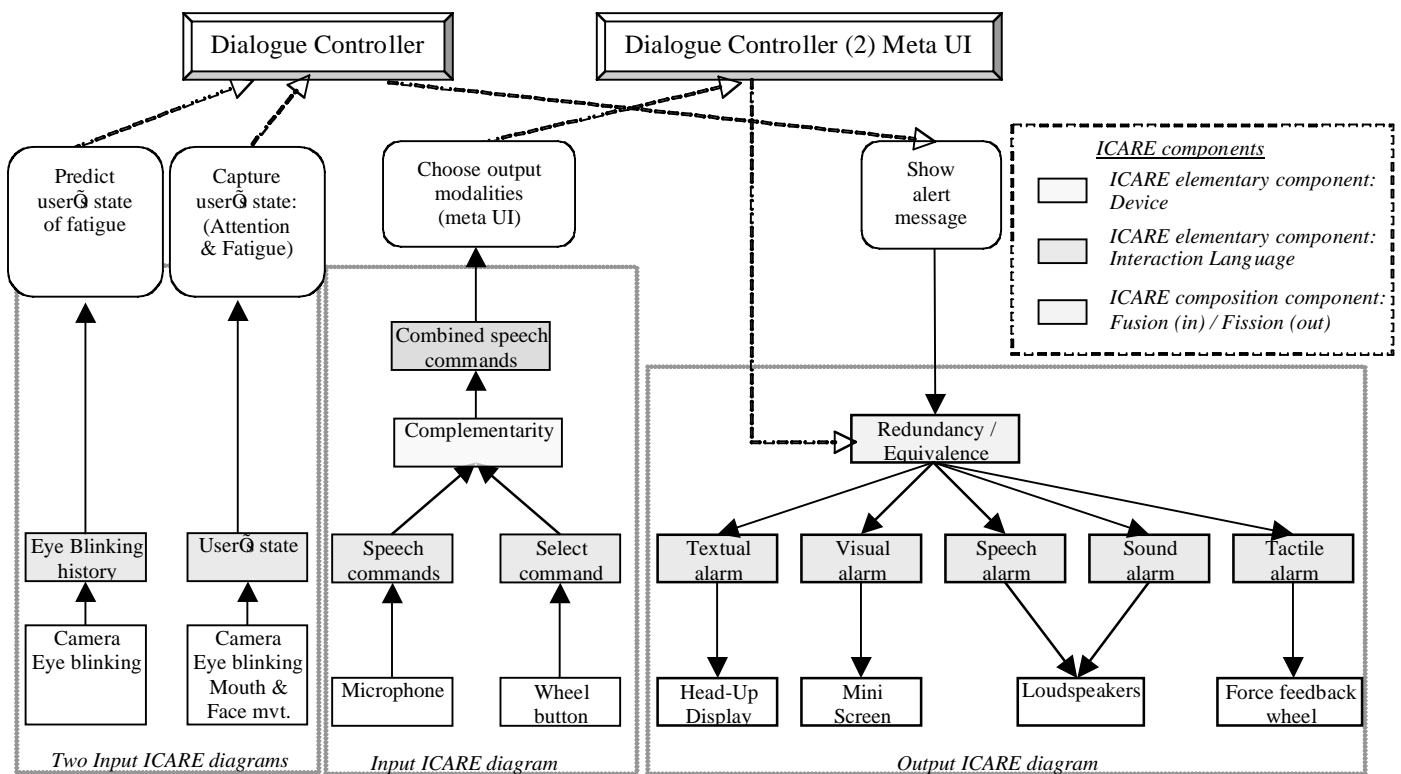 Dialogue Controller
Dialogue Controller (2) Meta UI
Predict
userÕs state
of fatigue
Capture
userÕs state:
(Attention
& Fatigue)
Choose output
modalities
(meta UI)
Show
alert
message
ICARE components
ICARE elementary component:
Device
ICARE elementary component:
Interaction Language
ICARE composition component:
Fusion (in) / Fission (out)
Combined speech
commands
Complementarity
Redundancy /
Equivalence
Eye Blinking
history
UserÕs state
Speech
commands
Select
command
Textual
alarm
Visual
alarm
Speech
alarm
Sound
alarm
Tactile
alarm
Camera
Eye blinking
Camera
Eye blinking
Mouth &
Face mvt.
Microphone
Wheel
button
Head-Up
Display
Mini
Screen
Loudspeakers
Force feedback
wheel
Two Input ICARE diagrams
Input ICARE diagram
Output ICARE diagram